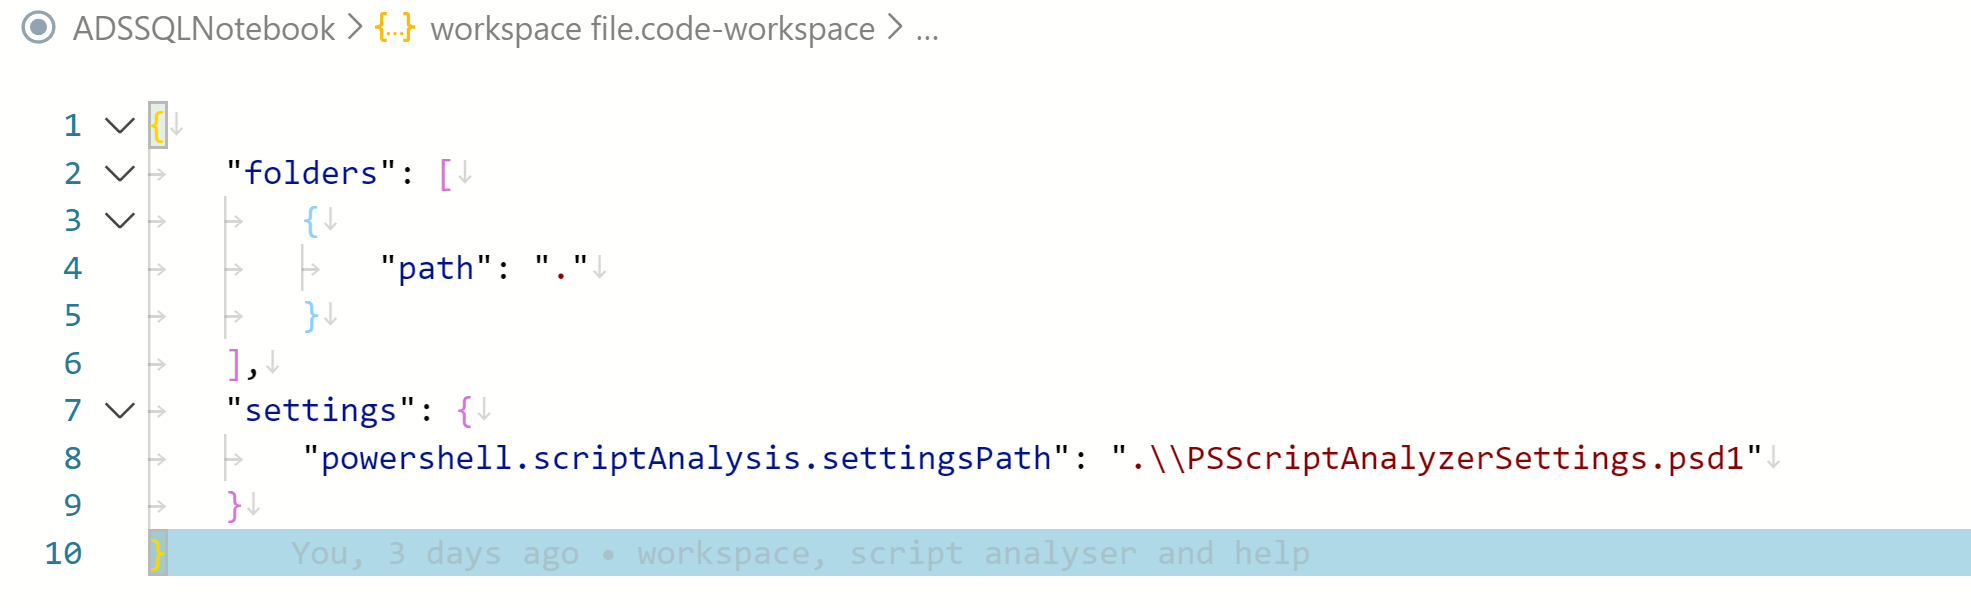 ADSSQLNotebook > {...} workspace file.code-workspace > ...
1 {
2 "folders": [
3 {
4 "path": "."
5 }
6 ],
7 "settings": {
8 "powershell.scriptAnalysis.settingsPath": ".\\PSScriptAnalyzerSettings.psd1"
9 }
10 } You, 3 days ago • workspace, script analyser and help